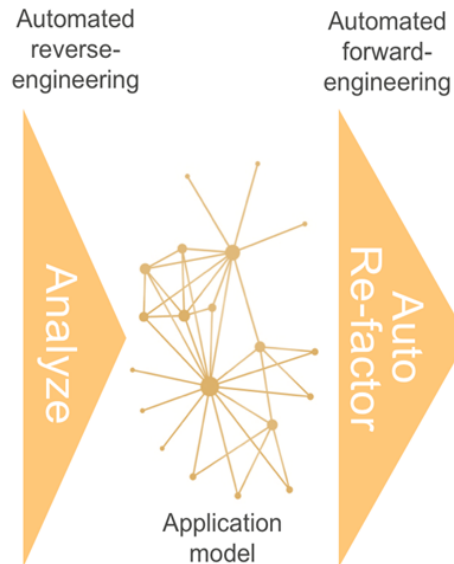 Automated
reverse-
engineering
Automated
forward-
engineering
Analyze
Auto
Re-factor
Application
model